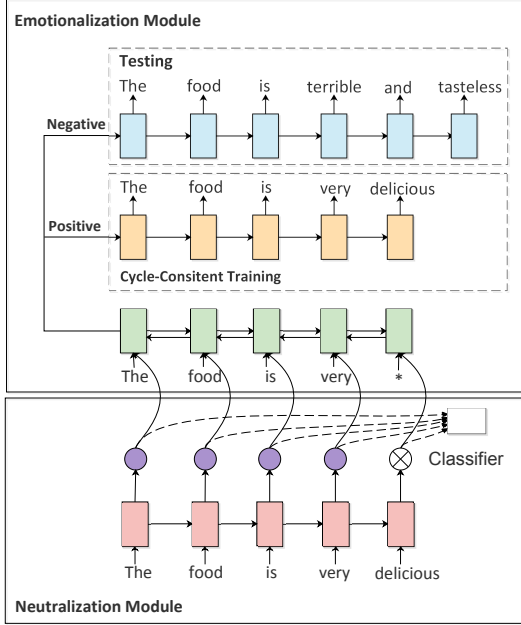 Emotionalization Module
Testing
The food is terrible and tasteless
Negative
The food is very delicious
Positive
Cycle-Consitent Training
The food is very *
Classifier
The food is very delicious
Neutralization Module